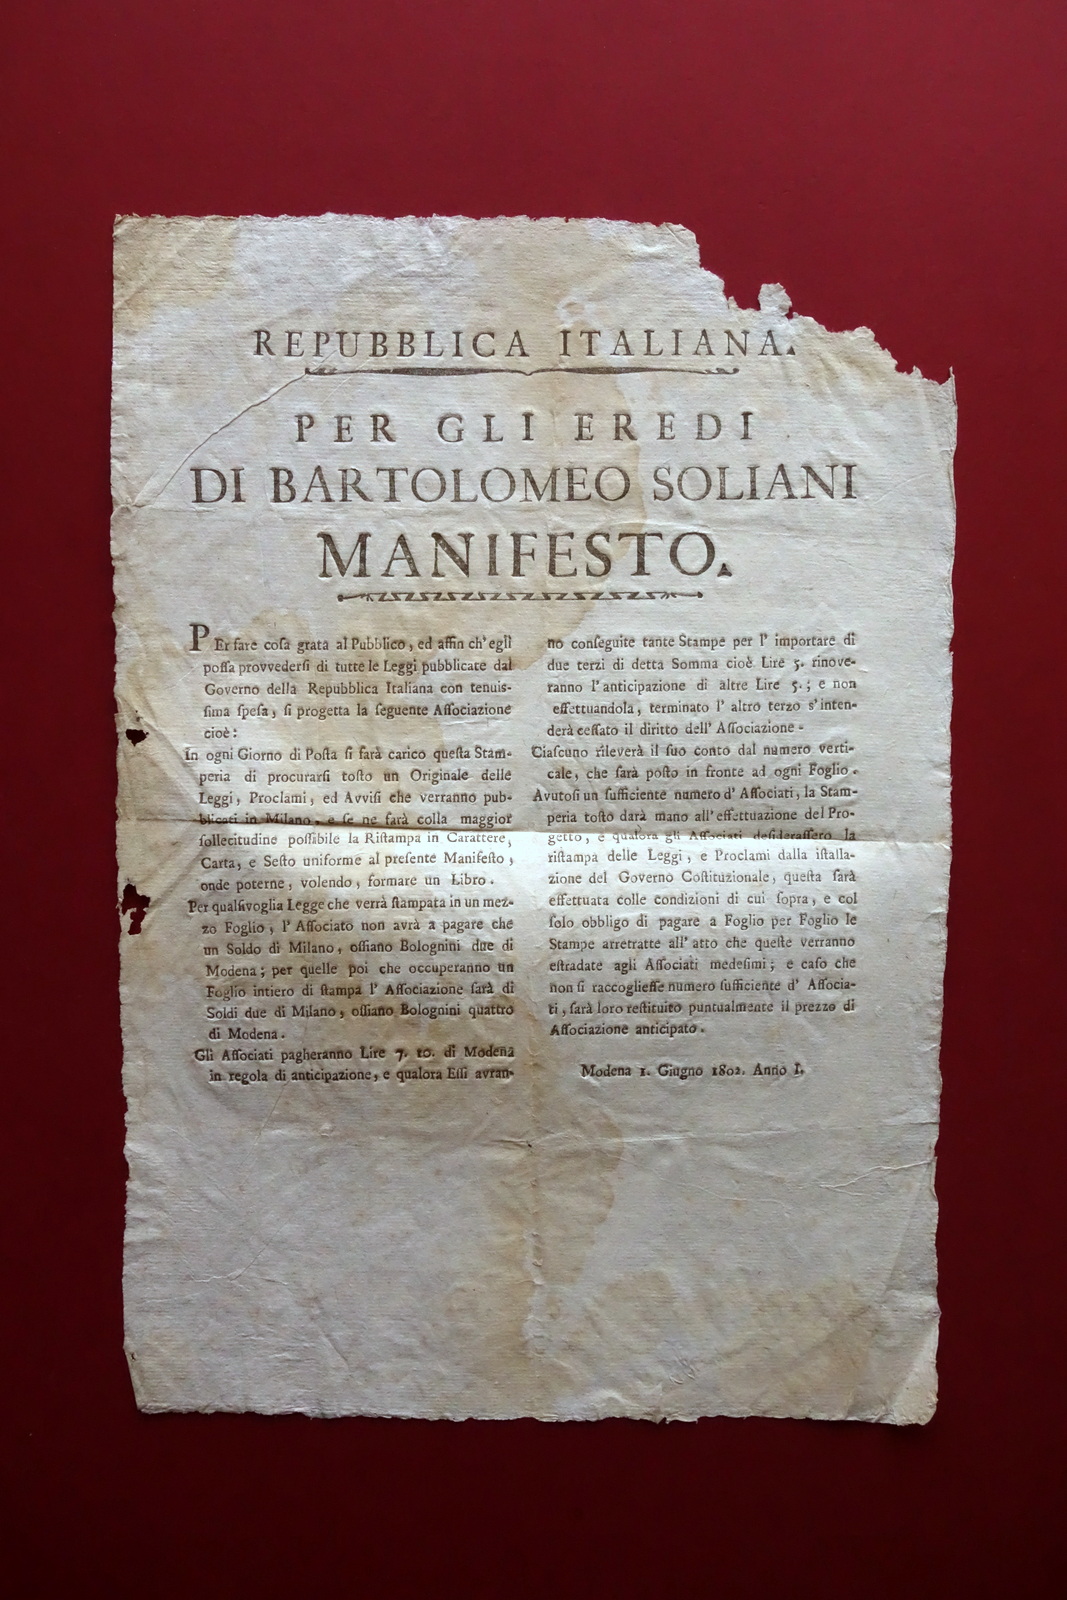 REPUBBLICA ITALIANA.
PER GLI EREDI
DI BARTOLOMEO SOLIANI
MANIFESTO.
PEr fare coſa grata al Pubblico, ed affin ch' egli
poſſa provvederſi di tutte le Leggi pubblicate dal
Governo della Repubblica Italiana con tenuiſ-
ſima ſpeſa, ſi progetta la ſeguente Aſſociazione
cioè:
In ogni Giorno di Poſta ſi farà carico queſta Stam-
peria di procurarſi toſto un Originale delle
Leggi, Proclami, ed Avviſi che verranno pub-
blicati in Milano, e ſe ne farà colla maggior
ſollecitudine poſſibile la Riſtampa in Carattere,
Carta, e Seſto uniforme al preſente Manifeſto,
onde poterne, volendo, formare un Libro.
Per qualſivoglia Legge che verrà ſtampata in un mez-
zo Foglio, l' Aſſociato non avrà a pagare che
un Soldo di Milano, oſſiano Bolognini due di
Modena; per quelle poi che occuperanno un
Foglio intiero di ſtampa l' Aſſociazione ſarà di
Soldi due di Milano, oſſiano Bolognini quattro
di Modena.
Gli Aſſociati pagheranno Lire 7. 10. di Modena
in regola di anticipazione, e qualora Eſſi avran-
no conſeguite tante Stampe per l' importare di
due terzi di detta Somma cioè Lire 5. rinove-
ranno l' anticipazione di altre Lire 5.; e non
effettuandola, terminato l' altro terzo s' inten-
derà ceſſato il diritto dell' Aſſociazione.
Ciaſcuno rileverà il ſuo conto dal numero verti-
cale, che ſarà poſto in fronte ad ogni Foglio.
Avutoſi un ſufficiente numero d' Aſſociati, la Stam-
peria toſto darà mano all' effettuazione del Pro-
getto, e qualora gli Aſſociati deſideraſſero la
riſtampa delle Leggi, e Proclami dalla iſtalla-
zione del Governo Coſtituzionale, queſta ſarà
effettuata colle condizioni di cui ſopra, e col
ſolo obbligo di pagare a Foglio per Foglio le
Stampe arretratte all' atto che queſte verranno
eſtradate agli Aſſociati medeſimi; e caſo che
non ſi raccoglieſſe numero ſufficiente d' Aſſocia-
ti, ſarà loro reſtituito puntualmente il prezzo di
Aſſociazione anticipato.
Modena 1. Giugno 1802. Anno I.